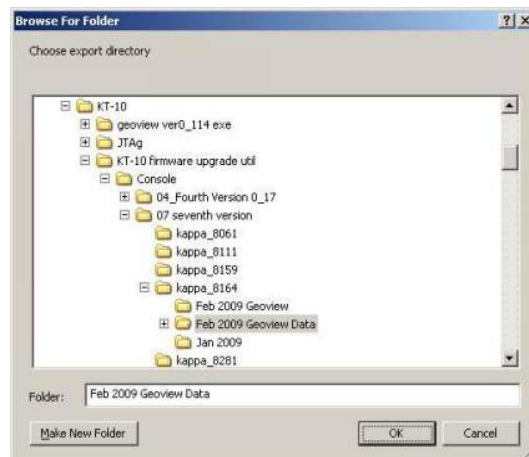 Browse For Folder
Choose export directory
KT-10
geoview ver0_114 exe
JTAg
KT-10 firmware upgrade util
Console
04_Fourth Version 0_17
07 seventh version
kappa_8061
kappa_8111
kappa_8159
kappa_8164
Feb 2009 Geoview
Feb 2009 Geoview Data
Jan 2009
kappa_8281
Folder: Feb 2009 Geoview Data
Make New Folder OK Cancel